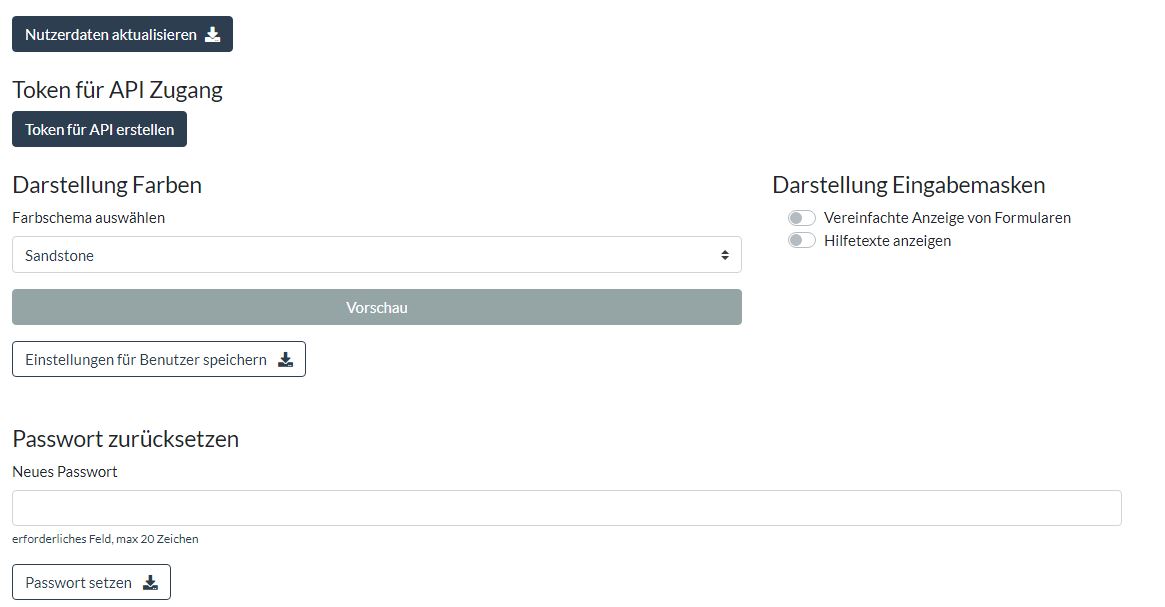 Nutzerdaten aktualisieren
Token für API Zugang
Token für API erstellen
Darstellung Farben
Farbschema auswählen
Sandstone
Vorschau
Einstellungen für Benutzer speichern
Darstellung Eingabemasken
Vereinfachte Anzeige von Formularen
Hilfetexte anzeigen
Passwort zurücksetzen
Neues Passwort
erforderliches Feld, max 20 Zeichen
Passwort setzen